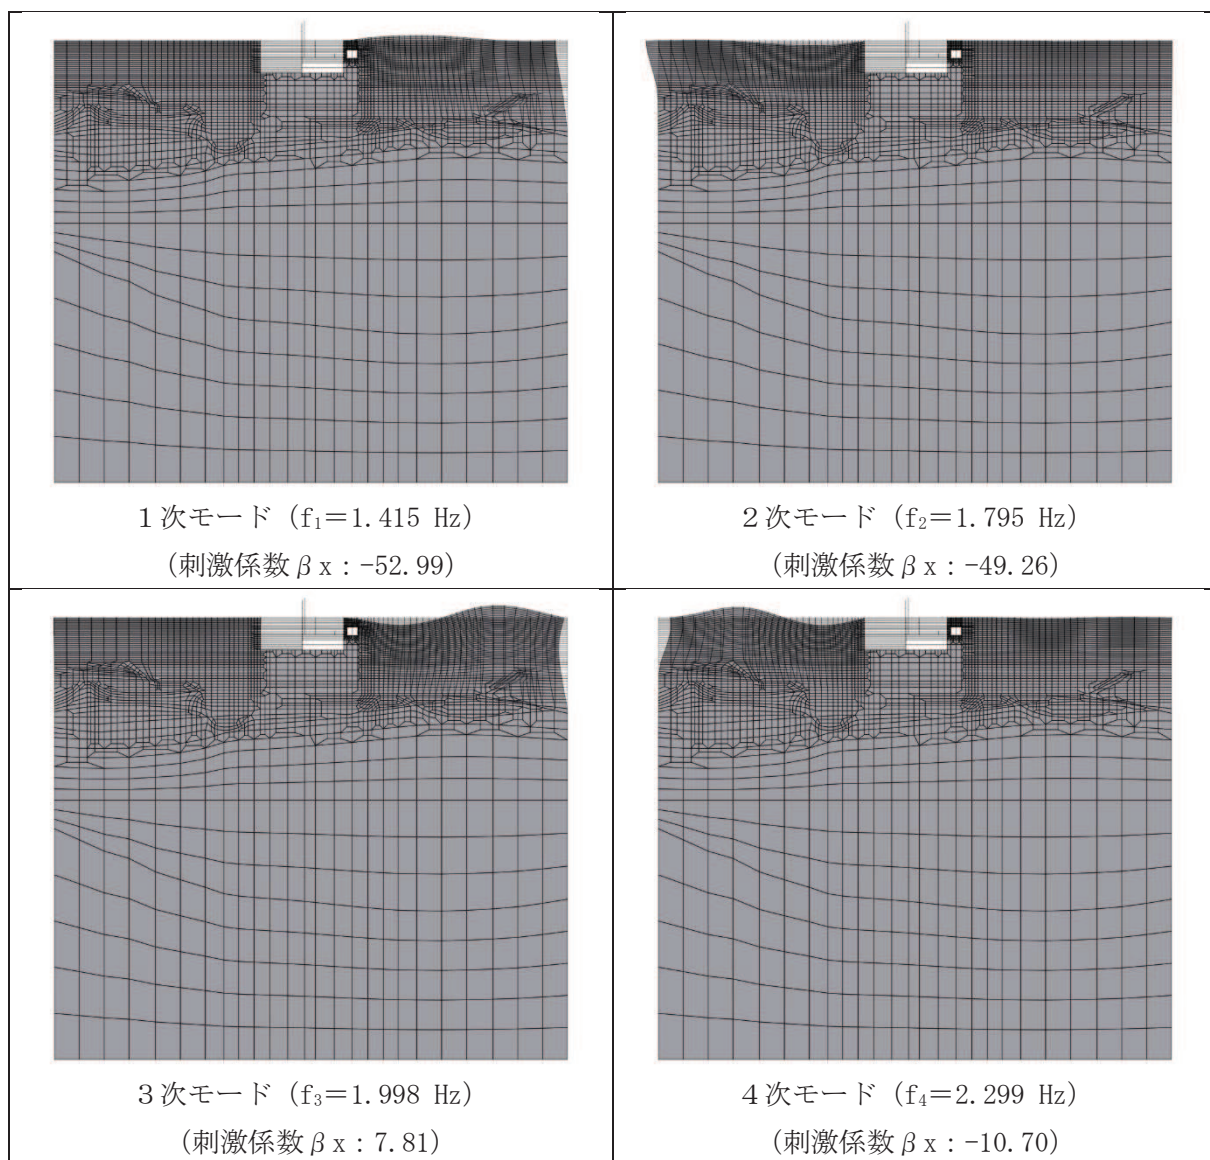 1次モード (f₁=1.415 Hz)
(刺激係数βx:-52.99)
2次モード (f₂=1.795 Hz)
(刺激係数βx:-49.26)
3次モード (f₃=1.998 Hz)
(刺激係数βx:7.81)
4次モード (f₄=2.299 Hz)
(刺激係数βx:-10.70)